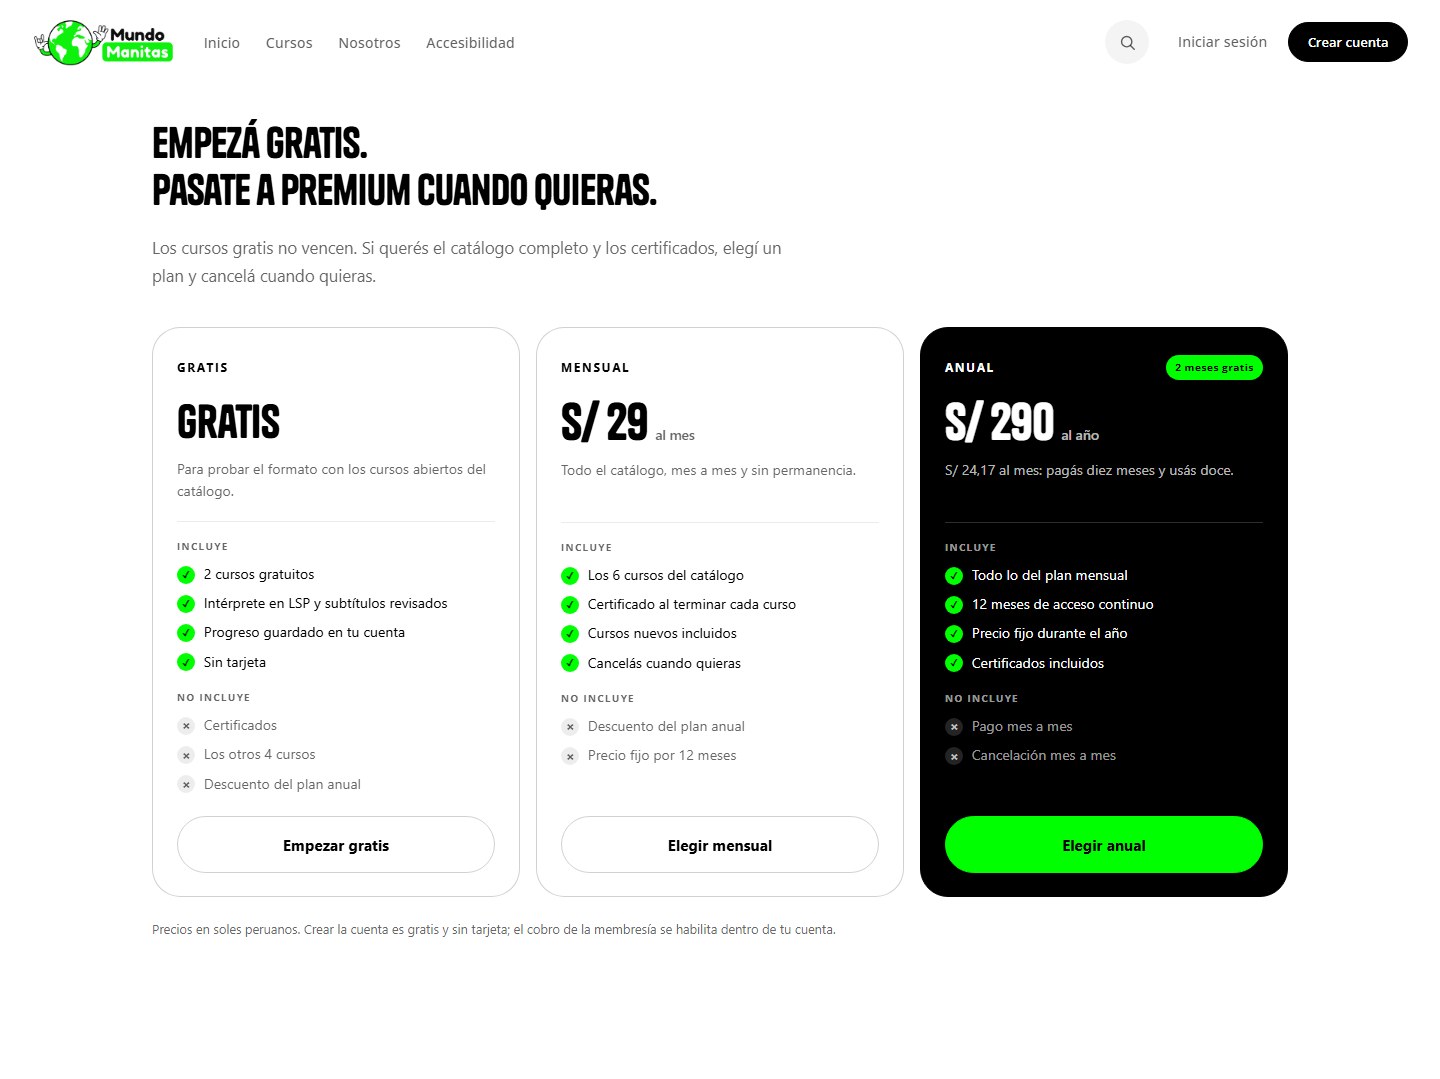 Mundo
Manitas
Inicio
Cursos
Nosotros
Accesibilidad
Iniciar sesión
Crear cuenta
EMPEZÁ GRATIS.
PASATE A PREMIUM CUANDO QUIERAS.
Los cursos gratis no vencen. Si querés el catálogo completo y los certificados, elegí un
plan y cancelá cuando quieras.
GRATIS
GRATIS
Para probar el formato con los cursos abiertos del
catálogo.
INCLUYE
2 cursos gratuitos
Intérprete en LSP y subtítulos revisados
Progreso guardado en tu cuenta
Sin tarjeta
NO INCLUYE
Certificados
Los otros 4 cursos
Descuento del plan anual
Empezar gratis
MENSUAL
S/ 29 al mes
Todo el catálogo, mes a mes y sin permanencia.
INCLUYE
Los 6 cursos del catálogo
Certificado al terminar cada curso
Cursos nuevos incluidos
Cancelás cuando quieras
NO INCLUYE
Descuento del plan anual
Precio fijo por 12 meses
Elegir mensual
ANUAL
2 meses gratis
S/ 290 al año
S/ 24,17 al mes: pagás diez meses y usás doce.
INCLUYE
Todo lo del plan mensual
12 meses de acceso continuo
Precio fijo durante el año
Certificados incluidos
NO INCLUYE
Pago mes a mes
Cancelación mes a mes
Elegir anual
Precios en soles peruanos. Crear la cuenta es gratis y sin tarjeta; el cobro de la membresía se habilita dentro de tu cuenta.